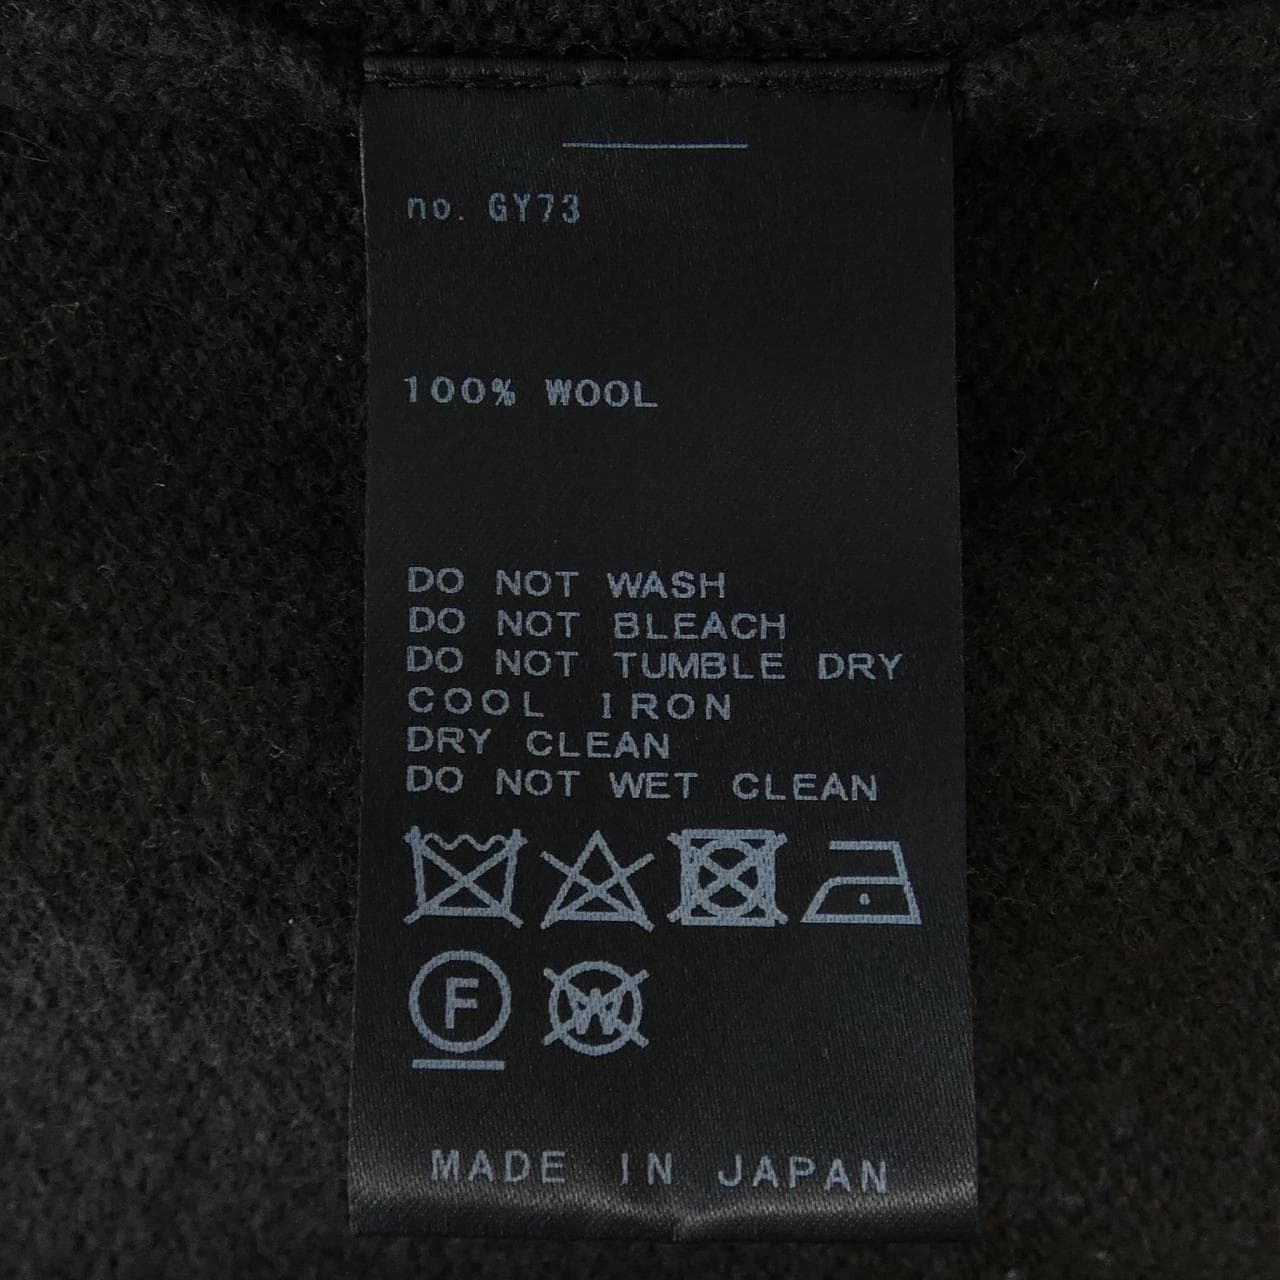 no. GY73
100% WOOL
DO NOT WASH
DO NOT BLEACH
DO NOT TUMBLE DRY
COOL IRON
DRY CLEAN
DO NOT WET CLEAN
F W
MADE IN JAPAN